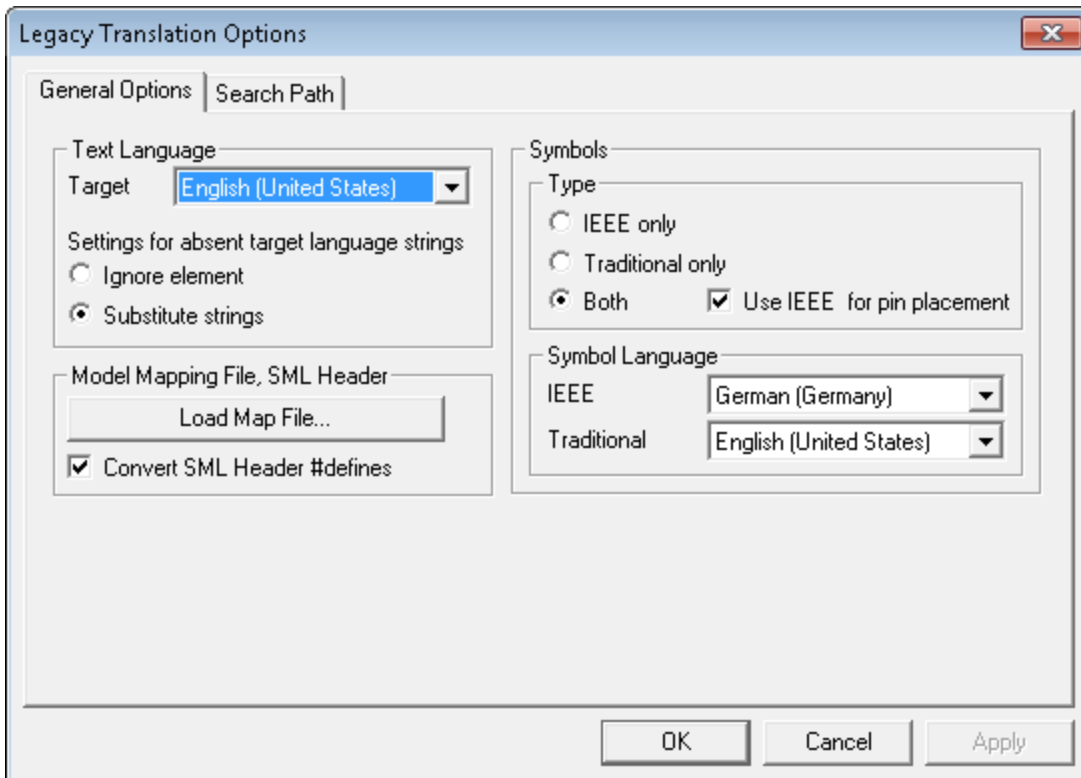 Legacy Translation Options
General Options
Search Path
Text Language
Target
English (United States)
Settings for absent target language strings
Ignore element
Substitute strings
Model Mapping File, SML Header
Load Map File...
Convert SML Header #defines
Symbols
Type
IEEE only
Traditional only
Both
Use IEEE  for pin placement
Symbol Language
IEEE
German (Germany)
Traditional
English (United States)
OK
Cancel
Apply